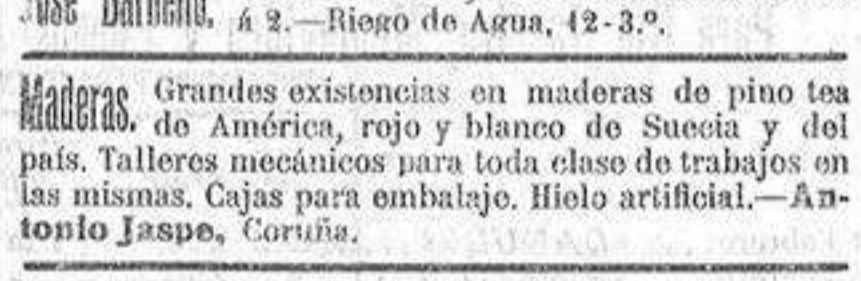 José
á 2.—Riego de Agua, 12-3.º.
Maderas. Grandes existencias en maderas de pino tea
de América, rojo y blanco de Suecia y del
país. Talleres mecánicos para toda clase de trabajos en
las mismas. Cajas para embalaje. Hielo artificial.—An-
tonio Jaspe, Coruña.